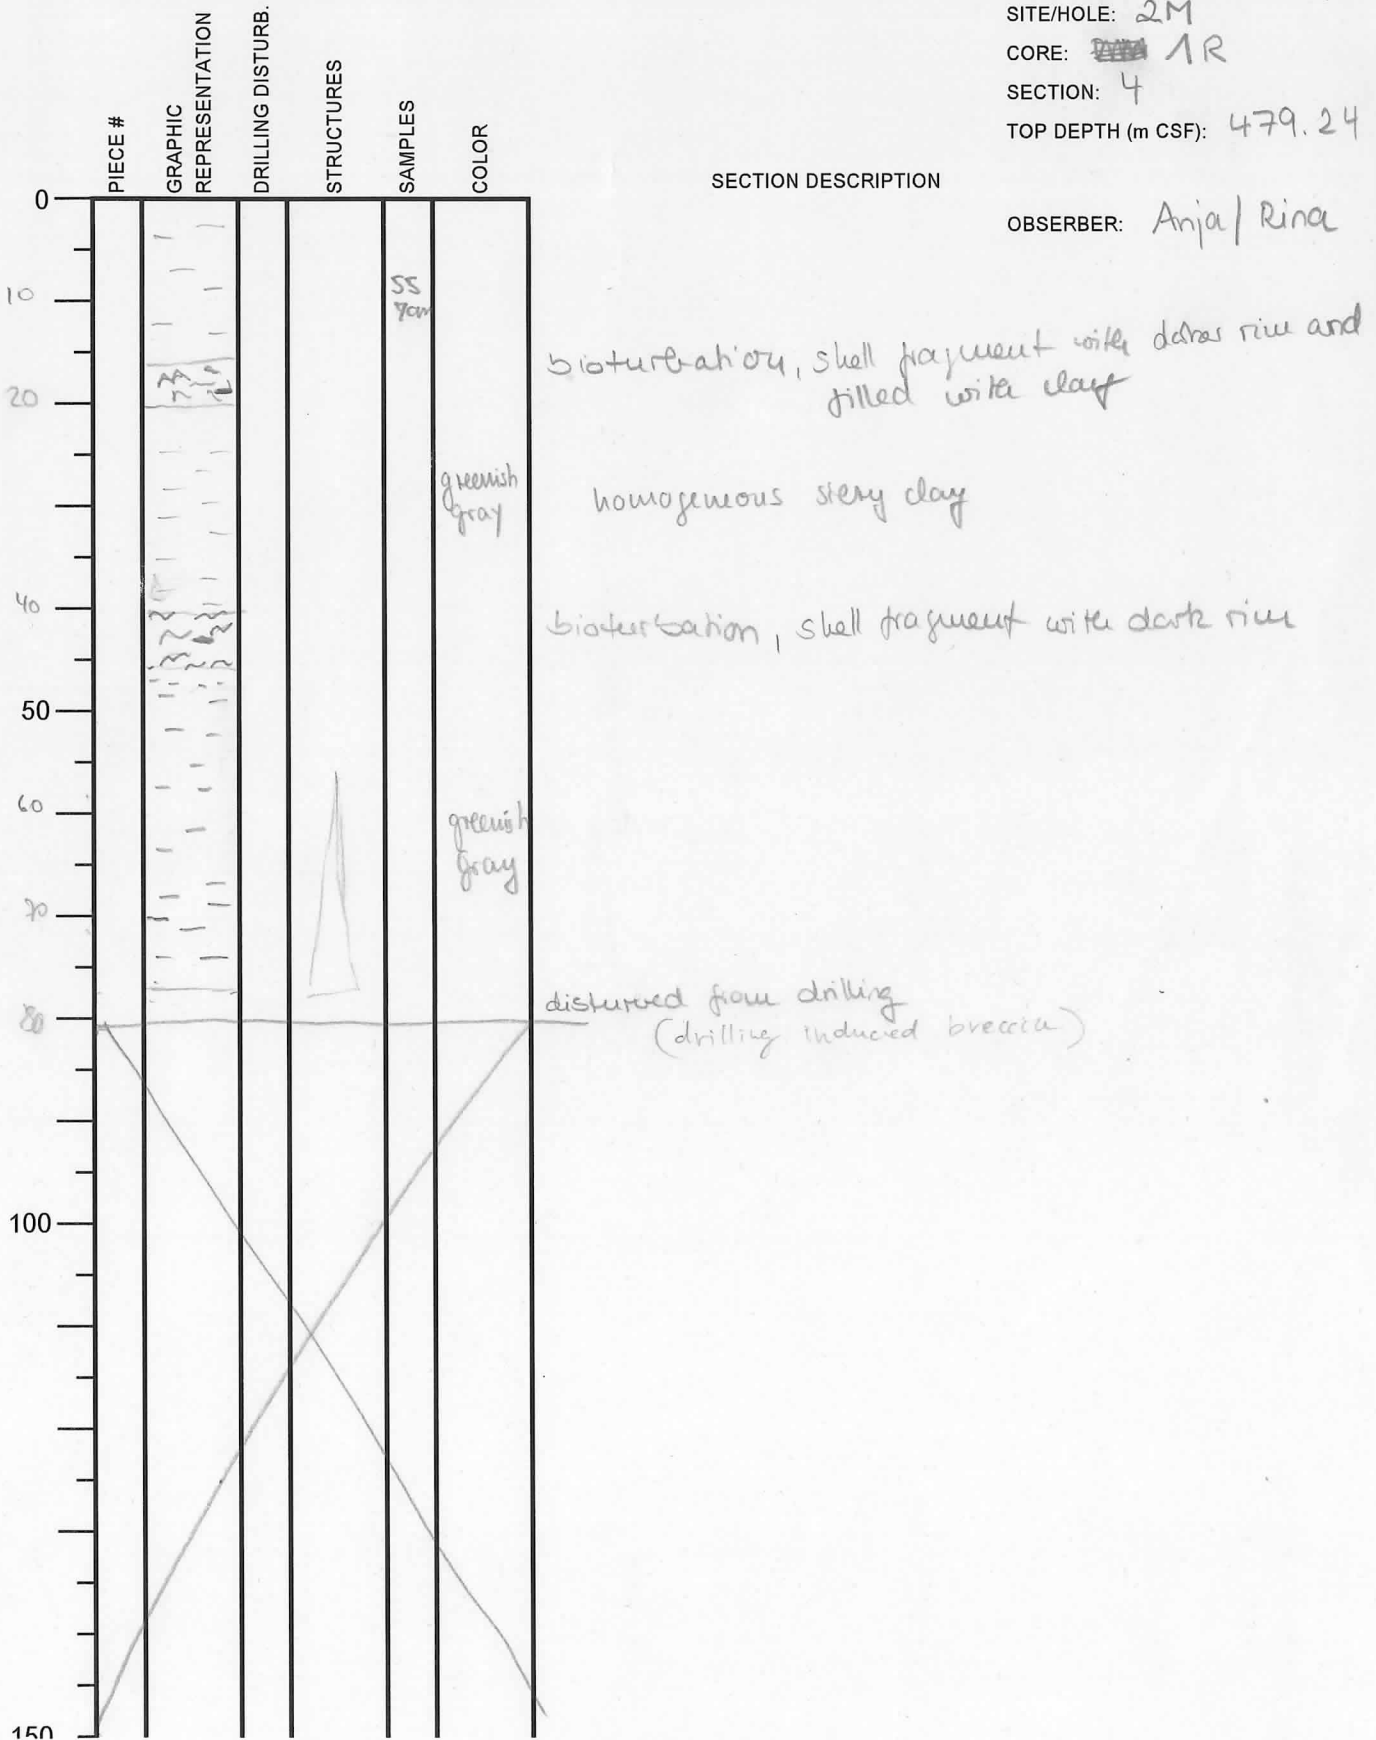 SITE/HOLE: 2M
CORE: 1R
SECTION: 4
TOP DEPTH (m CSF): 479.24
PIECE #
GRAPHIC
REPRESENTATION
DRILLING DISTURB.
STRUCTURES
SAMPLES
COLOR
SECTION DESCRIPTION
OBSERBER: Anja / Rina
0
10
SS
7cm
bioturbation, shell fragment with rim and
filled with clay
20
greenish
gray
homogeneous clay
40
bioturbation, shell fragment with dark rim
50
60
greenish
gray
70
80
disturved from drilling
(drilling induced breccia)
100
150